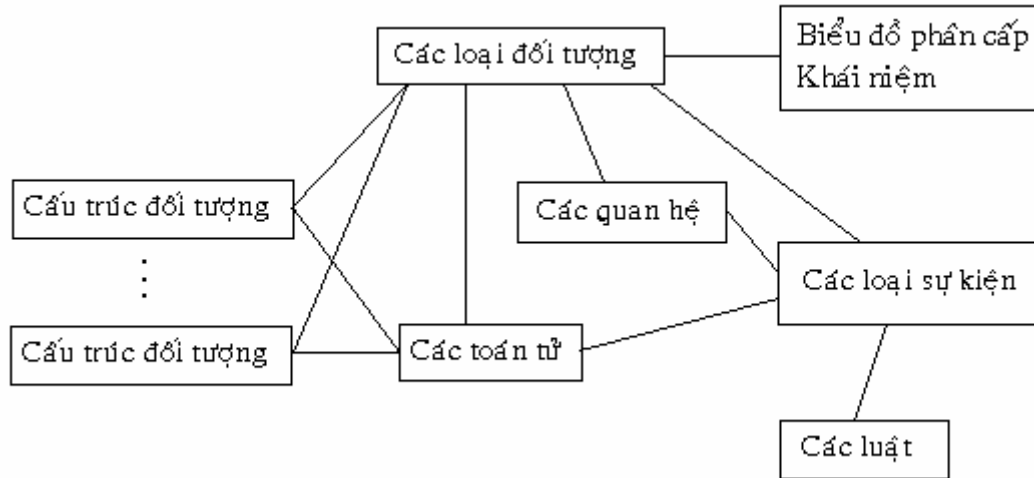 Các loại đối tượng
Biểu đồ phân cấp
Khái niệm
Cấu trúc đối tượng
Các quan hệ
Các loại sự kiện
Cấu trúc đối tượng
Các toán tử
Các luật